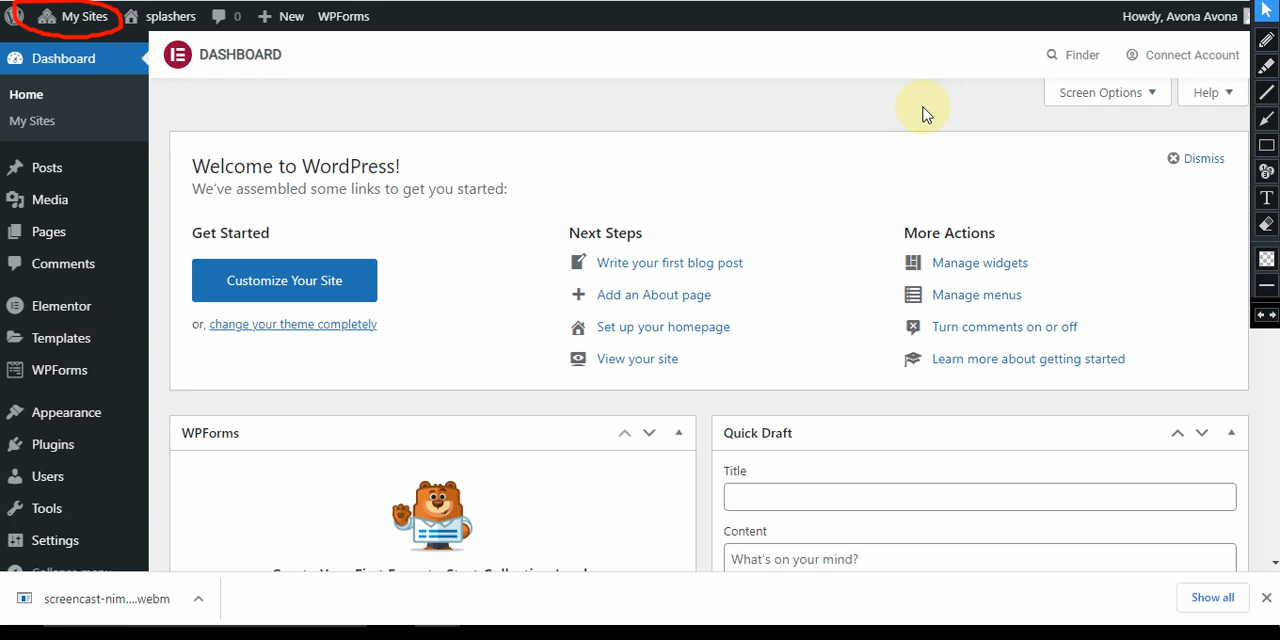 My Sites splashers 0 New WPForms Howdy, Avona Avona
Dashboard
DASHBOARD
Finder Connect Account
Home
My Sites
Screen Options Help
Posts
Media
Pages
Comments
Elementor
Templates
WPForms
Appearance
Plugins
Users
Tools
Settings
Collapse menu
Welcome to WordPress!
Dismiss
We've assembled some links to get you started:
Get Started
Customize Your Site
or, change your theme completely
Next Steps
Write your first blog post
Add an About page
Set up your homepage
View your site
More Actions
Manage widgets
Manage menus
Turn comments on or off
Learn more about getting started
WPForms
Quick Draft
Title
Content
What's on your mind?
screencast-nim....webm
Show all
T